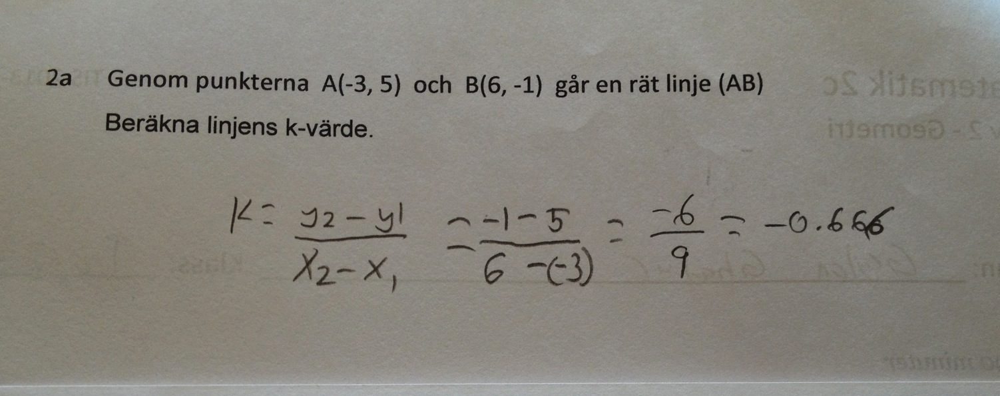 2a Genom punkterna A(-3, 5) och B(6, -1) går en rät linje (AB)
Beräkna linjens k-värde.
K = y2 - y1 / x2 - x1 = -1 - 5 / 6 - (-3) = -6 / 9 = -0.666